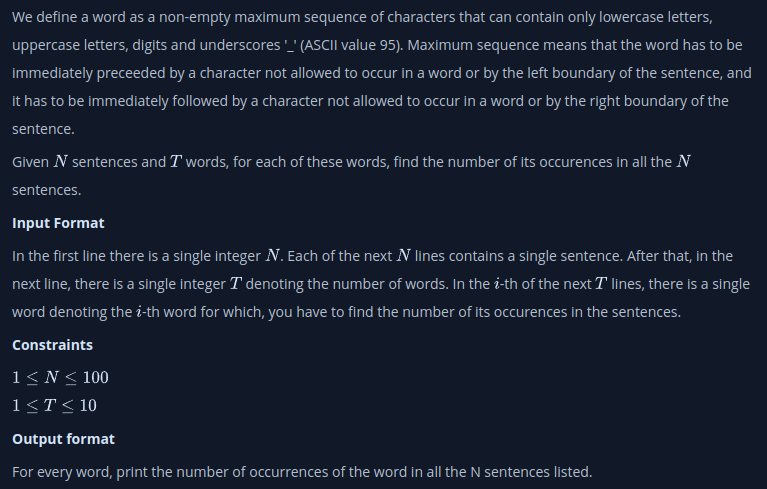 We define a word as a non-empty maximum sequence of characters that can contain only lowercase letters,
uppercase letters, digits and underscores '_' (ASCII value 95). Maximum sequence means that the word has to be
immediately preceeded by a character not allowed to occur in a word or by the left boundary of the sentence, and
it has to be immediately followed by a character not allowed to occur in a word or by the right boundary of the
sentence.
Given N sentences and T words, for each of these words, find the number of its occurences in all the N
sentences.
Input Format
In the first line there is a single integer N. Each of the next N lines contains a single sentence. After that, in the
next line, there is a single integer T denoting the number of words. In the i-th of the next T lines, there is a single
word denoting the i-th word for which, you have to find the number of its occurences in the sentences.
Constraints
1 ≤ N ≤ 100
1 ≤ T ≤ 10
Output format
For every word, print the number of occurrences of the word in all the N sentences listed.